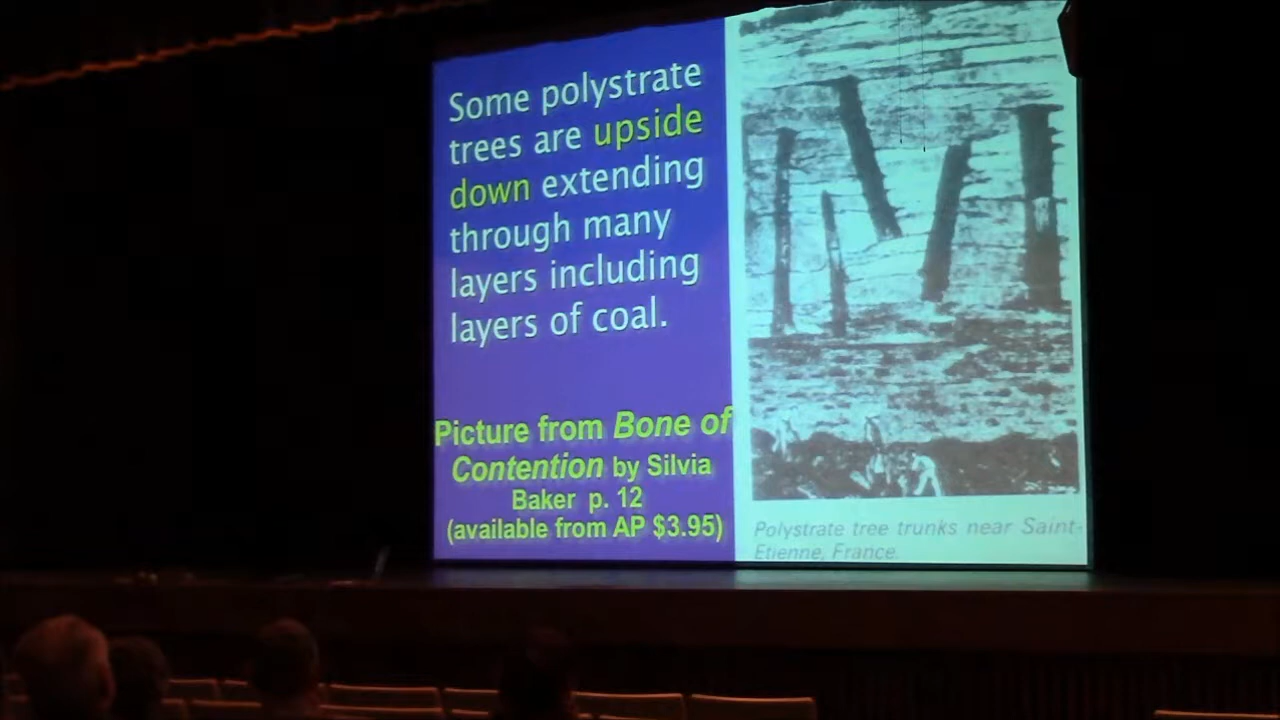 Some polystrate
trees are upside
down extending
through many
layers including
layers of coal.
Picture from Bone of
Contention by Silvia
Baker p. 12
(available from AP $3.95)
Polystrate tree trunks near Saint-
Etienne, France.